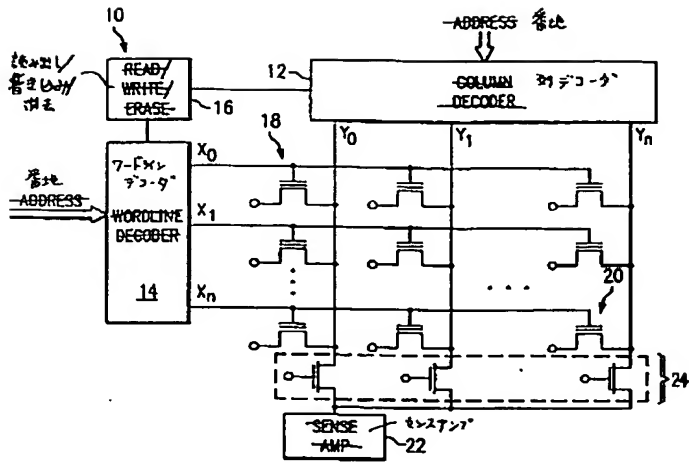 10
ADDRESS 番地
読み出し/
書き込み/
消去
READ/
WRITE/
ERASE
16
12
COLUMN
DECODER
列デコーダ
18
X0
Y0
Y1
Yn
ワードライン
デコーダ
番地
ADDRESS
WORDLINE
DECODER
14
X1
Xn
20
24
SENSE
AMP
センスアンプ
22